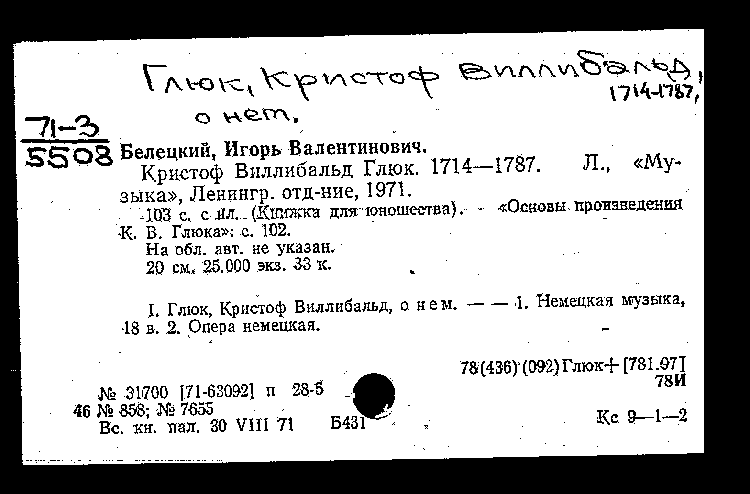 Глюк, Кристоф Виллибальд,
1714-1787,
о нем.
71-3
5508
Белецкий, Игорь Валентинович.
Кристоф Виллибальд Глюк. 1714—1787. Л., «Му-
зыка», Ленингр. отд-ние, 1971.
103 с. с ил. (Книжка для юношества). - «Основы. произведения
К. В. Глюка»: с. 102.
На обл. авт. не указан.
20 см. 25.000 экз. 33 к.
I. Глюк, Кристоф Виллибальд, о нем. — — 1. Немецкая музыка,
18 в. 2. Опера немецкая.
78(436)(092)Глюк+[781.97]
78И
№ 31700 [71-63092] п 28-5
46 № 858; № 7655
Вс. кн. пал. 30 VIII 71 Б431
Кс 9—1—2